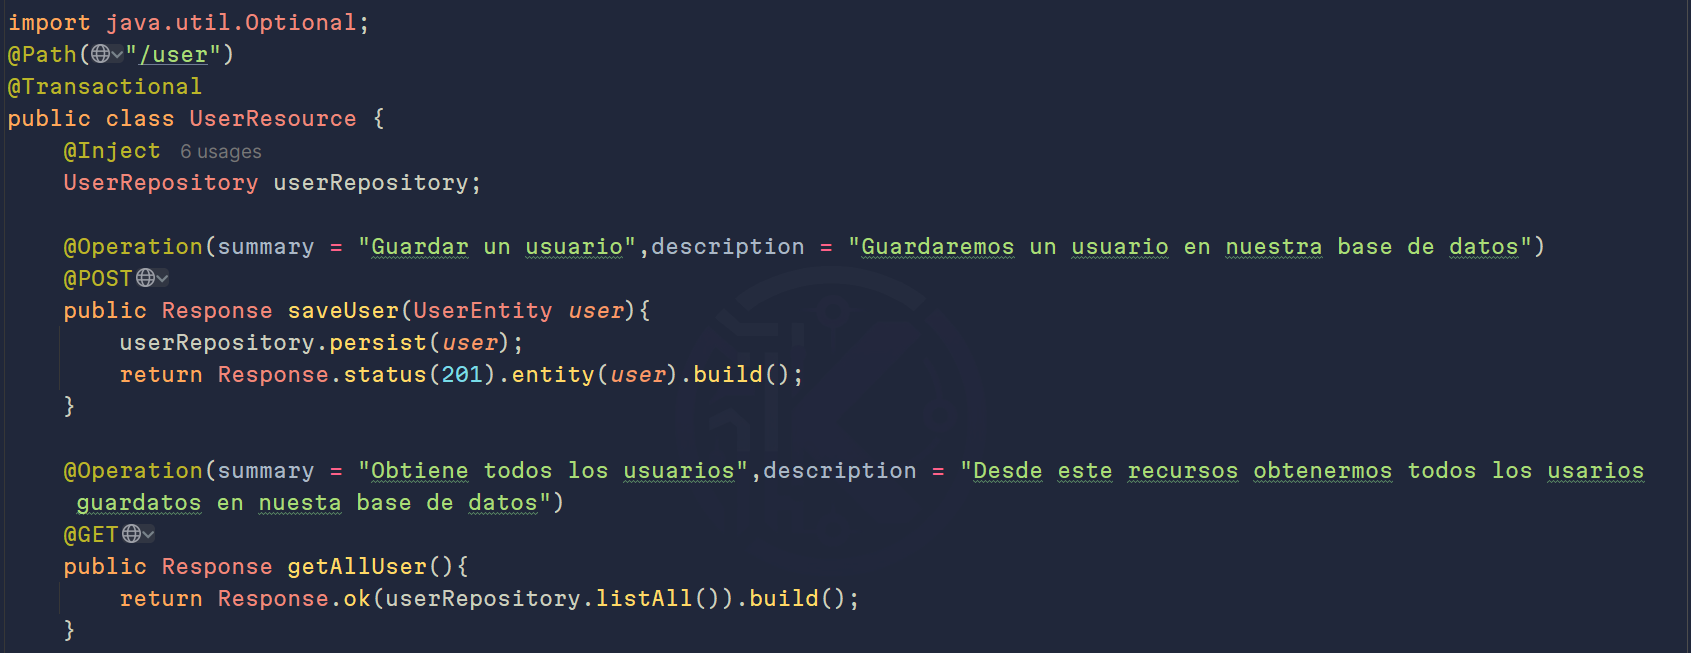 import java.util.Optional;
@Path("/user")
@Transactional
public class UserResource {
@Inject 6 usages
UserRepository userRepository;
@Operation(summary = "Guardar un usuario",description = "Guardaremos un usuario en nuestra base de datos")
@POST
public Response saveUser(UserEntity user){
userRepository.persist(user);
return Response.status(201).entity(user).build();
}
@Operation(summary = "Obtiene todos los usuarios",description = "Desde este recursos obtenermos todos los usarios
guardatos en nuesta base de datos")
@GET
public Response getAllUser(){
return Response.ok(userRepository.listAll()).build();
}